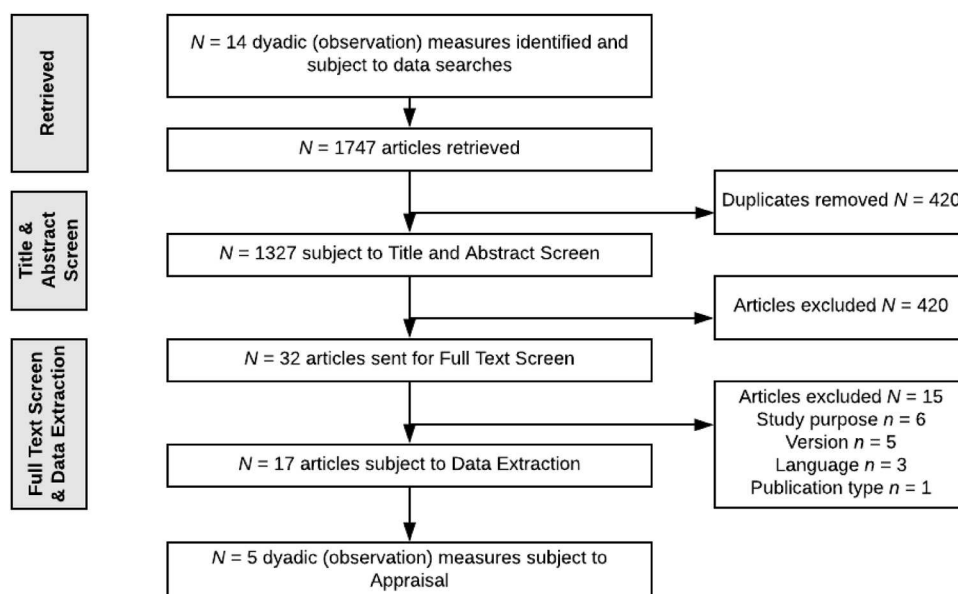 Retrieved
N = 14 dyadic (observation) measures identified and
subject to data searches
N = 1747 articles retrieved
Duplicates removed N = 420
Title &
Abstract
Screen
N = 1327 subject to Title and Abstract Screen
Articles excluded N = 420
N = 32 articles sent for Full Text Screen
Full Text Screen
& Data Extraction
Articles excluded N = 15
Study purpose n = 6
Version n = 5
Language n = 3
Publication type n = 1
N = 17 articles subject to Data Extraction
N = 5 dyadic (observation) measures subject to
Appraisal